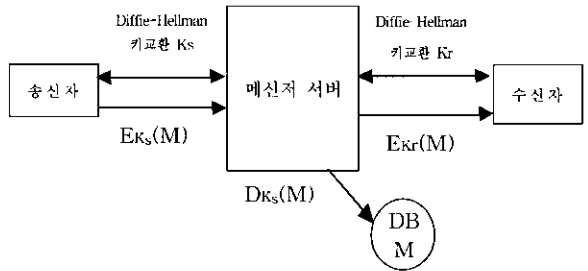 Diffie-Hellman
키교환 Ks
Diffie Hellman
키교환 Kr
송신자
메신저 서버
수신자
EKs(M)
EKr(M)
DKs(M)
DB
M